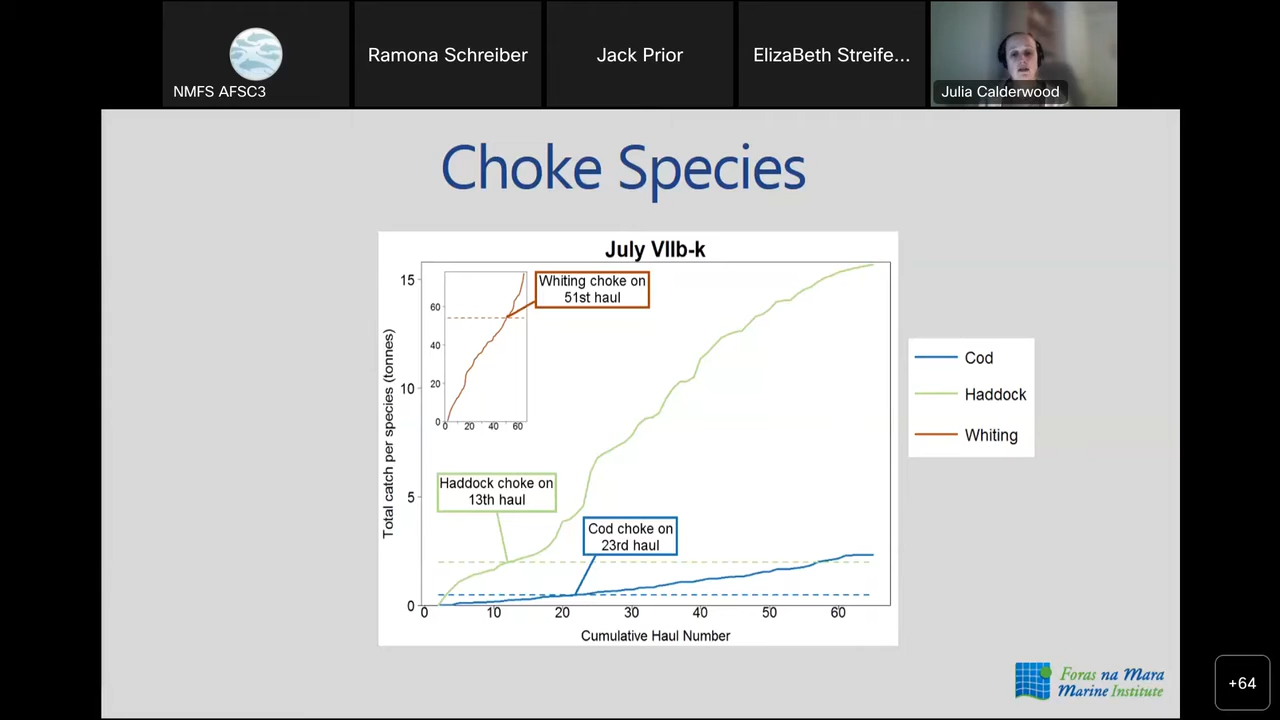 NMFS AFSC3
Ramona Schreiber
Jack Prior
ElizaBeth Streife...
Julia Calderwood
Choke Species
July VIIb-k
Total catch per species (tonnes)
15
10
5
0
60
40
20
0
0 20 40 60
Whiting choke on
51st haul
Haddock choke on
13th haul
Cod choke on
23rd haul
0 10 20 30 40 50 60
Cumulative Haul Number
Cod
Haddock
Whiting
Foras na Mara
Marine Institute
+64